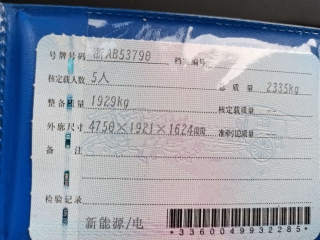 号牌号码 浙AB53790 档案编号
核定载人数 5人 总质量 2335kg
整备质量 1929kg 核定载质量 --
外廓尺寸 4750×1921×1624mm 准牵引总质量 --
备注
检验记录
新能源/电
*3360049932285*